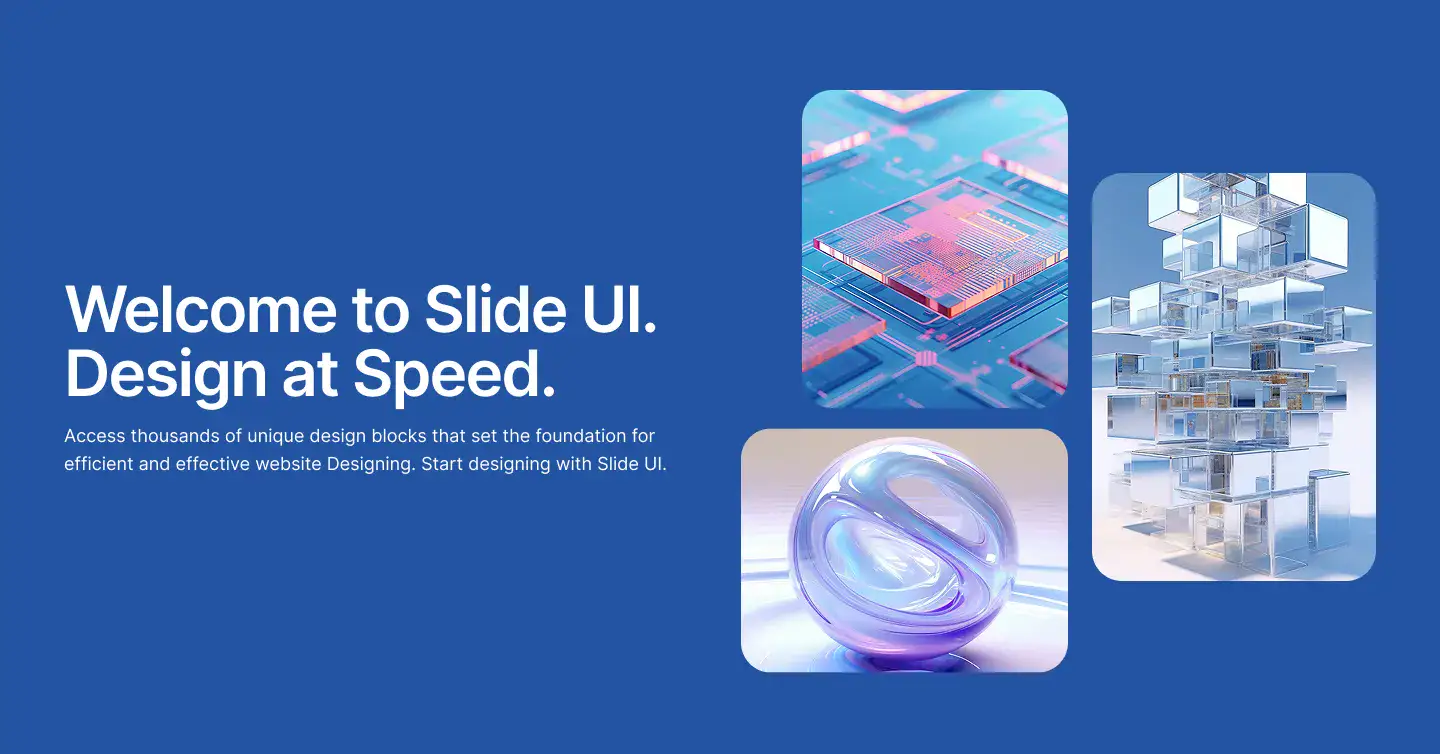 Welcome to Slide UI.
Design at Speed.
Access thousands of unique design blocks that set the foundation for
efficient and effective website Designing. Start designing with Slide UI.